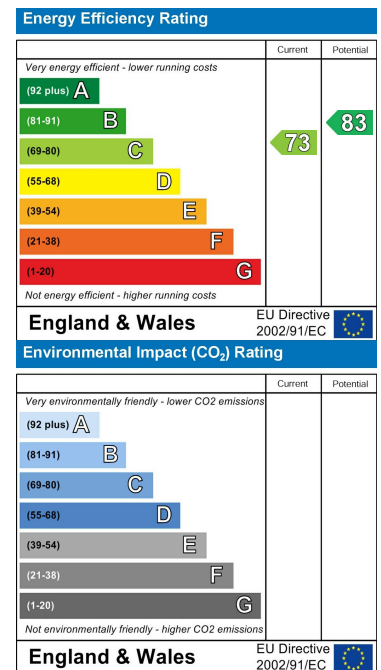 Energy Efficiency Rating
Current Potential
Very energy efficient - lower running costs
(92 plus) A
(81-91) B
83
(69-80) C
73
(55-68) D
(39-54) E
(21-38) F
(1-20) G
Not energy efficient - higher running costs
England & Wales
EU Directive
2002/91/EC
Environmental Impact (CO₂) Rating
Current Potential
Very environmentally friendly - lower CO2 emissions
(92 plus) A
(81-91) B
(69-80) C
(55-68) D
(39-54) E
(21-38) F
(1-20) G
Not environmentally friendly - higher CO2 emissions
England & Wales
EU Directive
2002/91/EC